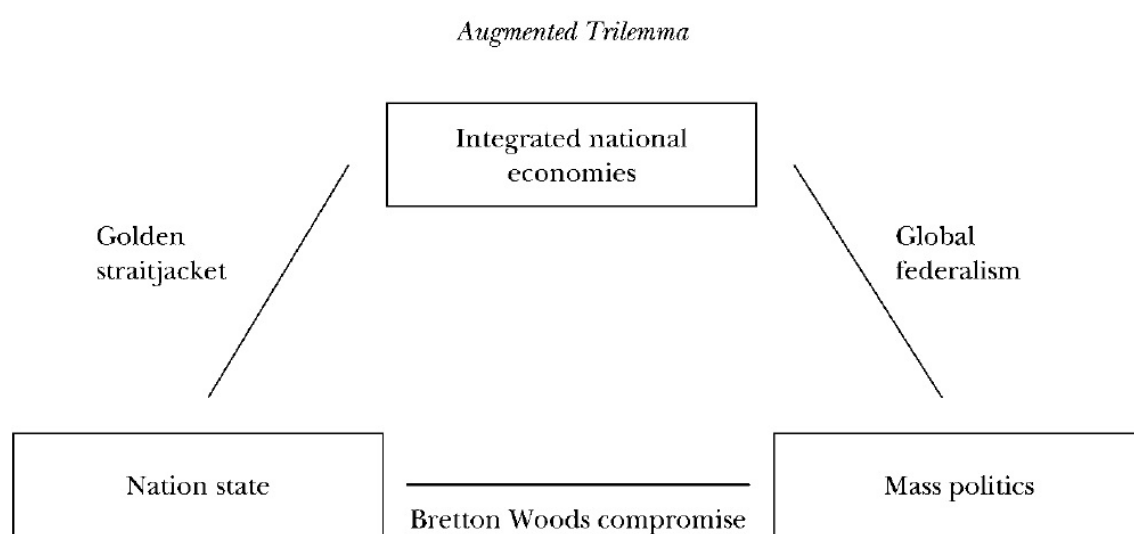 Augmented Trilemma
Integrated national
economies
Golden
straitjacket
Global
federalism
Nation state
Mass politics
Bretton Woods compromise